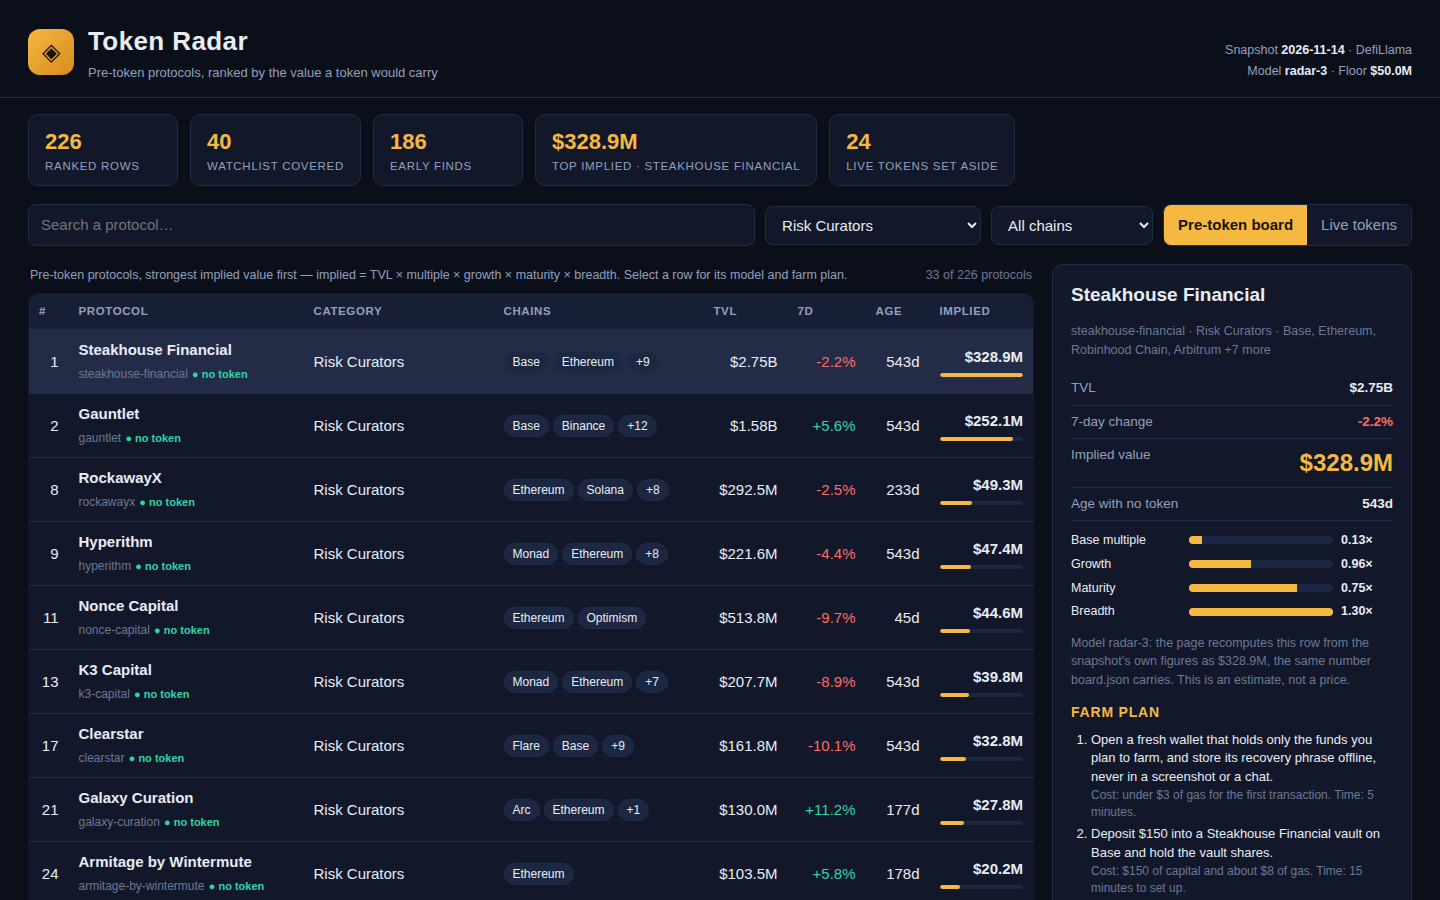 Token Radar
Pre-token protocols, ranked by the value a token would carry
Snapshot 2026-11-14 · DefiLlama
Model radar-3 · Floor $50.0M
226
RANKED ROWS
40
WATCHLIST COVERED
186
EARLY FINDS
$328.9M
TOP IMPLIED · STEAKHOUSE FINANCIAL
24
LIVE TOKENS SET ASIDE
Search a protocol…
Risk Curators
All chains
Pre-token board
Live tokens
Pre-token protocols, strongest implied value first — implied = TVL × multiple × growth × maturity × breadth. Select a row for its model and farm plan.
33 of 226 protocols
# PROTOCOL CATEGORY CHAINS TVL 7D AGE IMPLIED
1 Steakhouse Financial Risk Curators Base Ethereum +9 $2.75B -2.2% 543d $328.9M
steakhouse-financial ● no token
2 Gauntlet Risk Curators Base Binance +12 $1.58B +5.6% 543d $252.1M
gauntlet ● no token
8 RockawayX Risk Curators Ethereum Solana +8 $292.5M -2.5% 233d $49.3M
rockawayx ● no token
9 Hyperithm Risk Curators Monad Ethereum +8 $221.6M -4.4% 543d $47.4M
hyperithm ● no token
11 Nonce Capital Risk Curators Ethereum Optimism $513.8M -9.7% 45d $44.6M
nonce-capital ● no token
13 K3 Capital Risk Curators Monad Ethereum +7 $207.7M -8.9% 543d $39.8M
k3-capital ● no token
17 Clearstar Risk Curators Flare Base +9 $161.8M -10.1% 543d $32.8M
clearstar ● no token
21 Galaxy Curation Risk Curators Arc Ethereum +1 $130.0M +11.2% 177d $27.8M
galaxy-curation ● no token
24 Armitage by Wintermute Risk Curators Ethereum $103.5M +5.8% 178d $20.2M
armitage-by-wintermute ● no token
Steakhouse Financial
steakhouse-financial · Risk Curators · Base, Ethereum,
Robinhood Chain, Arbitrum +7 more
TVL $2.75B
7-day change -2.2%
Implied value $328.9M
Age with no token 543d
Base multiple 0.13×
Growth 0.96×
Maturity 0.75×
Breadth 1.30×
Model radar-3: the page recomputes this row from the
snapshot's own figures as $328.9M, the same number
board.json carries. This is an estimate, not a price.
FARM PLAN
1. Open a fresh wallet that holds only the funds you
plan to farm, and store its recovery phrase offline,
never in a screenshot or a chat.
Cost: under $3 of gas for the first transaction. Time: 5
minutes.
2. Deposit $150 into a Steakhouse Financial vault on
Base and hold the vault shares.
Cost: $150 of capital and about $8 of gas. Time: 15
minutes to set up.